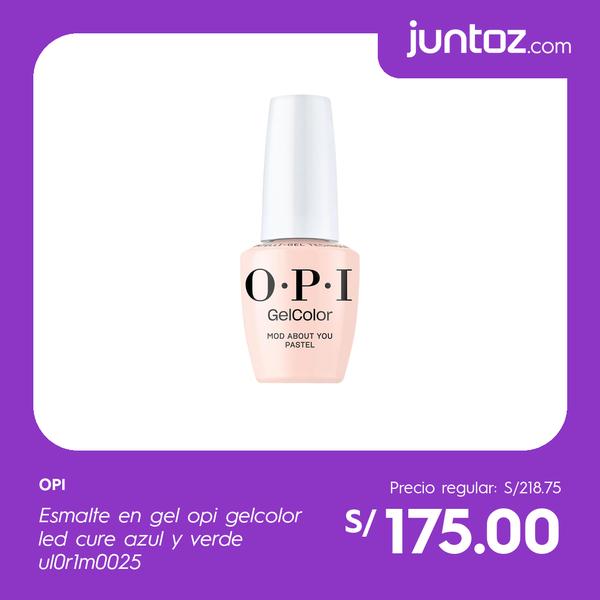 juntoz.com
O·P·I
GelColor
MOD ABOUT YOU
PASTEL
OPI
Esmalte en gel opi gelcolor
led cure azul y verde
ul0r1m0025
Precio regular: S/218.75
S/ 175.00